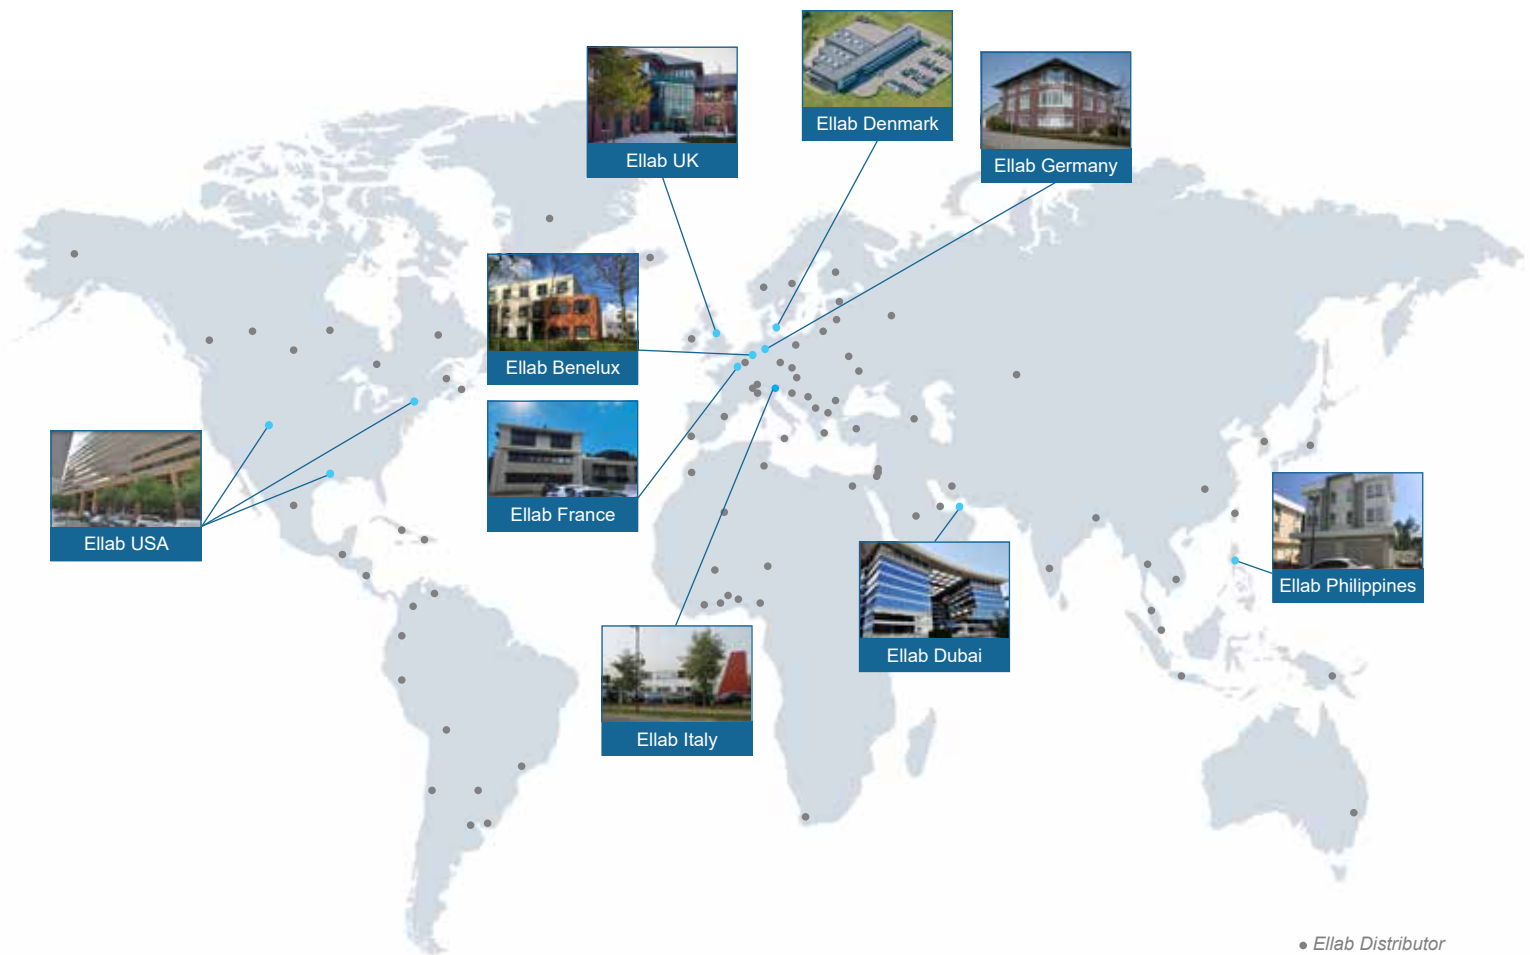 Ellab Denmark
Ellab UK
Ellab Germany
Ellab Benelux
Ellab France
Ellab USA
Ellab Philippines
Ellab Dubai
Ellab Italy
Ellab Distributor